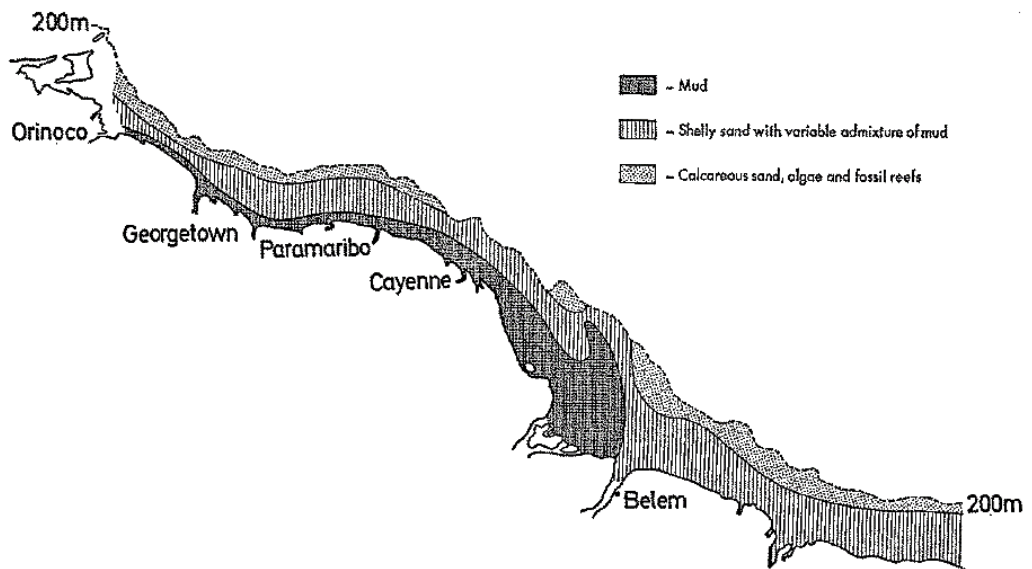 200m
- Mud
- Shelly sand with variable admixture of mud
- Calcareous sand, algae and fossil reefs
Orinoco
Georgetown
Paramaribo
Cayenne
Belem
200m